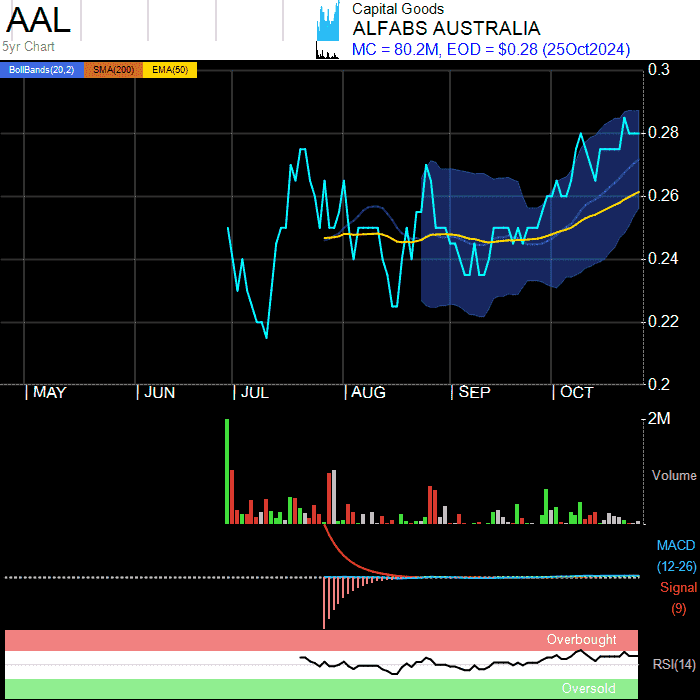 AAL
5yr Chart
Capital Goods
ALFABS AUSTRALIA
MC = 80.2M, EOD = $0.28 (25Oct2024)
BollBands(20,2) SMA(200) EMA(50)
0.3
0.28
0.26
0.24
0.22
0.2
MAY JUN JUL AUG SEP OCT
2M
Volume
MACD
(12-26)
Signal
(9)
Overbought
RSI(14)
Oversold